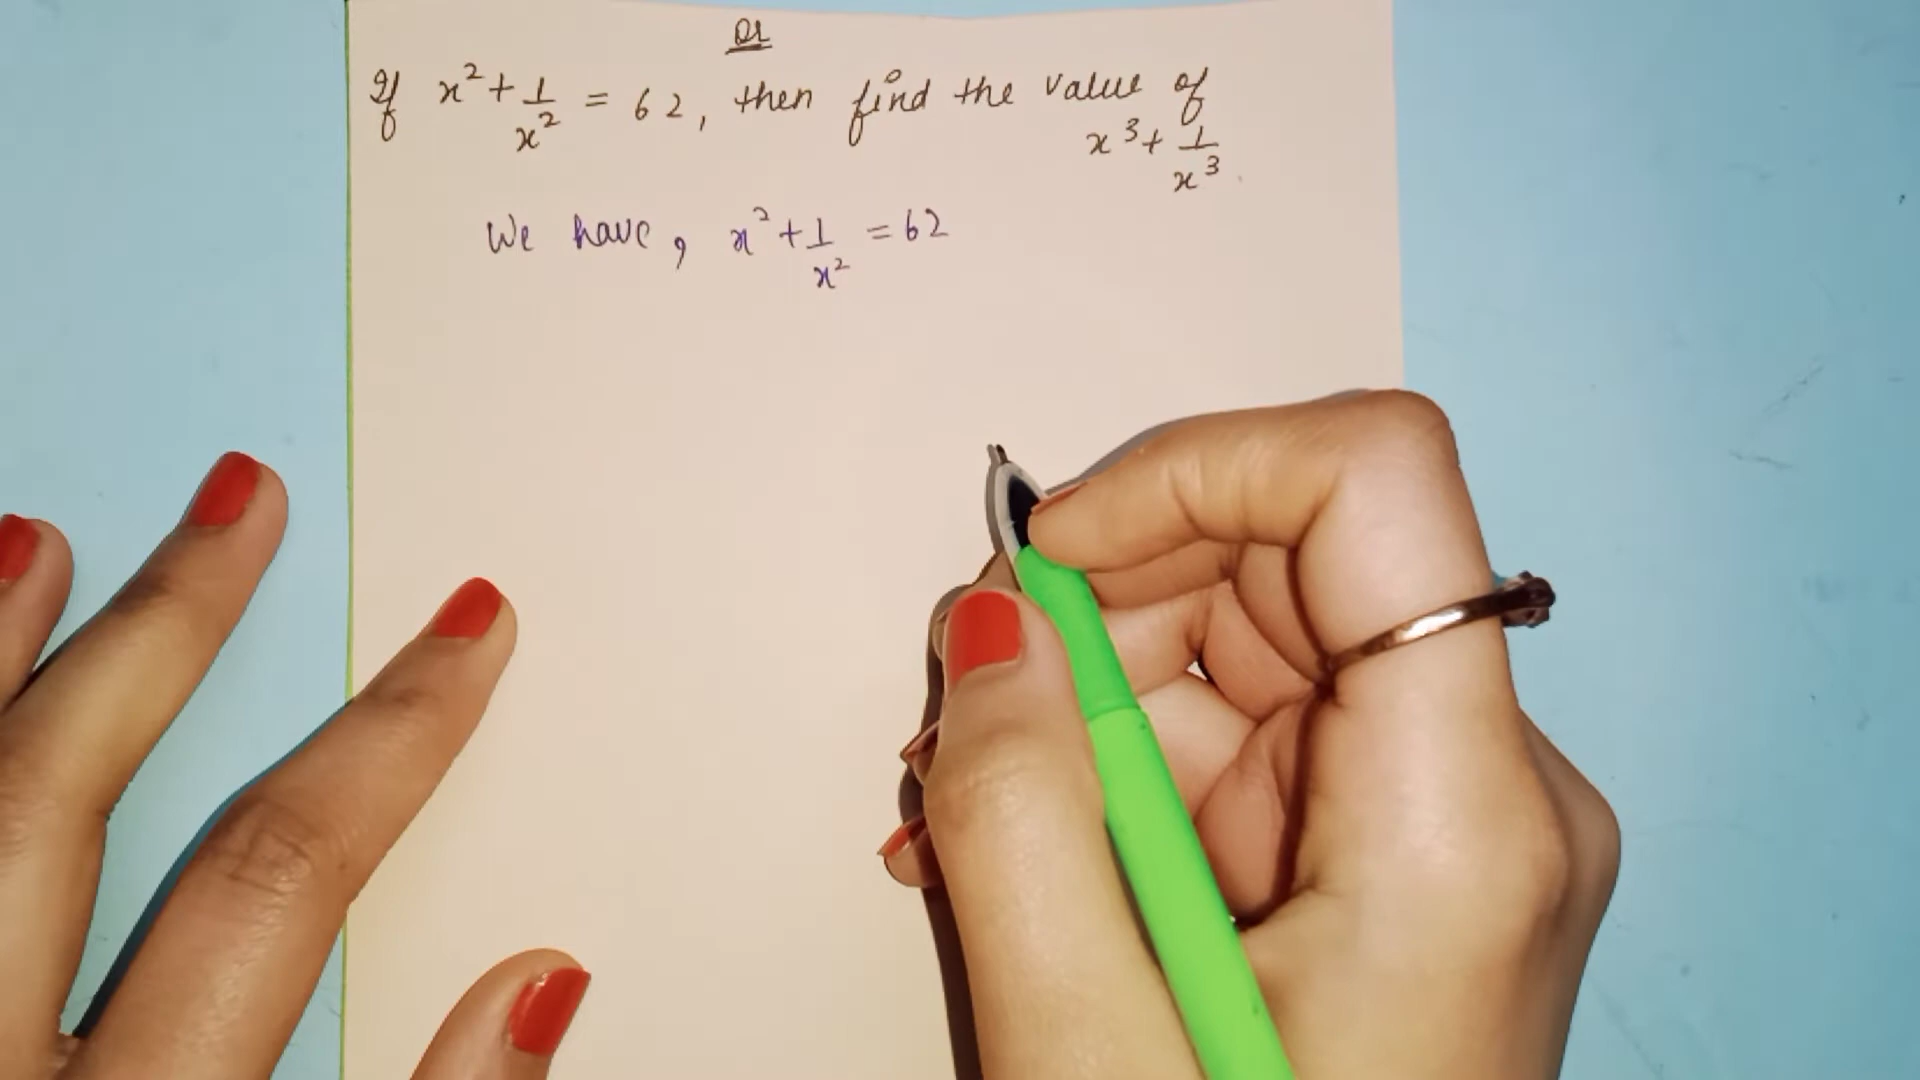 Or
If x² + 1/x² = 62, then find the value of
x³ + 1/x³.
We have, x² + 1/x² = 62